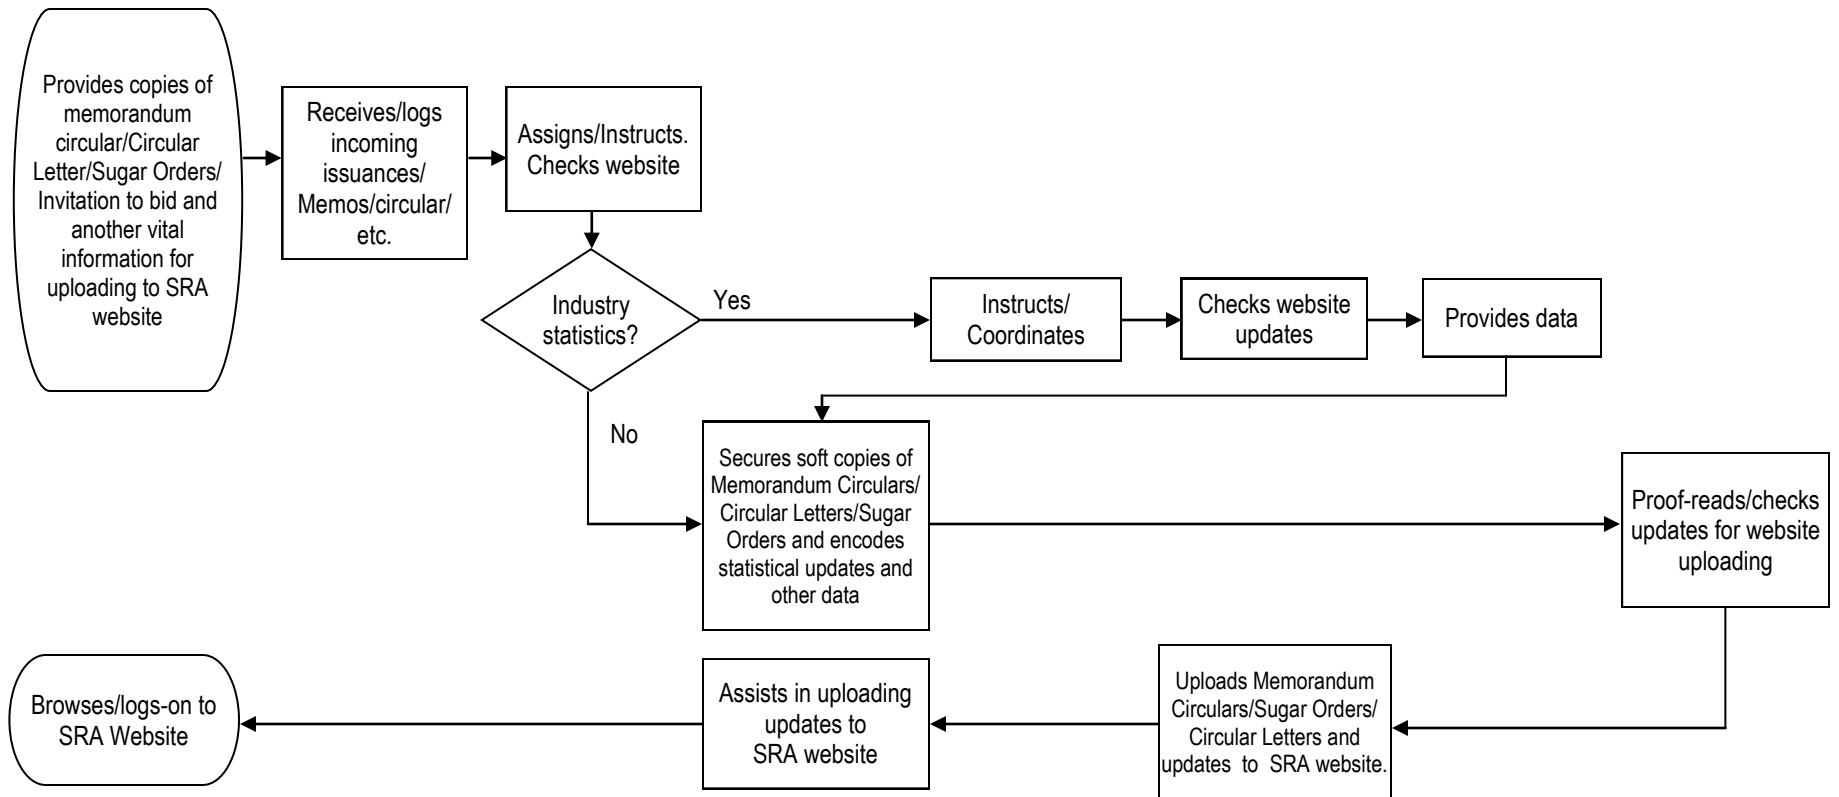 Provides copies of
memorandum
circular/Circular
Letter/Sugar Orders/
Invitation to bid and
another vital
information for
uploading to SRA
website
Receives/logs
incoming
issuances/
Memos/circular/
etc.
Assigns/Instructs.
Checks website
Industry
statistics?
Yes
No
Instructs/
Coordinates
Checks website
updates
Provides data
Secures soft copies of
Memorandum Circulars/
Circular Letters/Sugar
Orders and encodes
statistical updates and
other data
Proof-reads/checks
updates for website
uploading
Uploads Memorandum
Circulars/Sugar Orders/
Circular Letters and
updates to SRA website.
Assists in uploading
updates to
SRA website
Browses/logs-on to
SRA Website